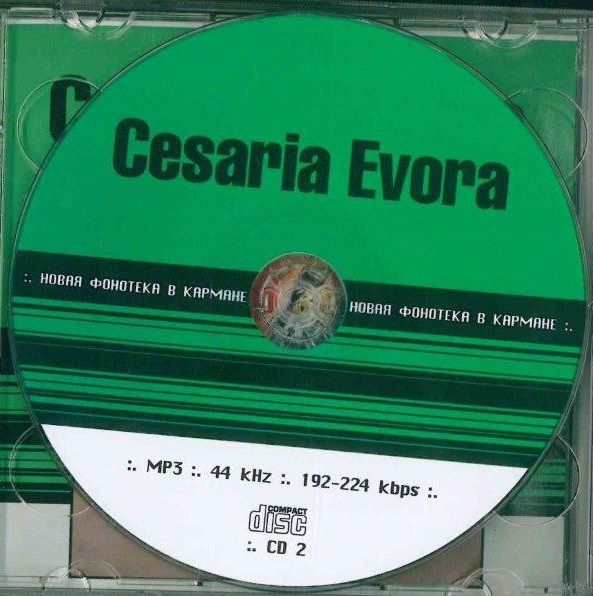 C
Cesaria Evora
:. НОВАЯ ФОНОТЕКА В КАРМАНЕ
НОВАЯ ФОНОТЕКА В КАРМАНЕ :.
:. MP3 :. 44 kHz :. 192-224 kbps :.
COMPACT
disc
:. CD 2